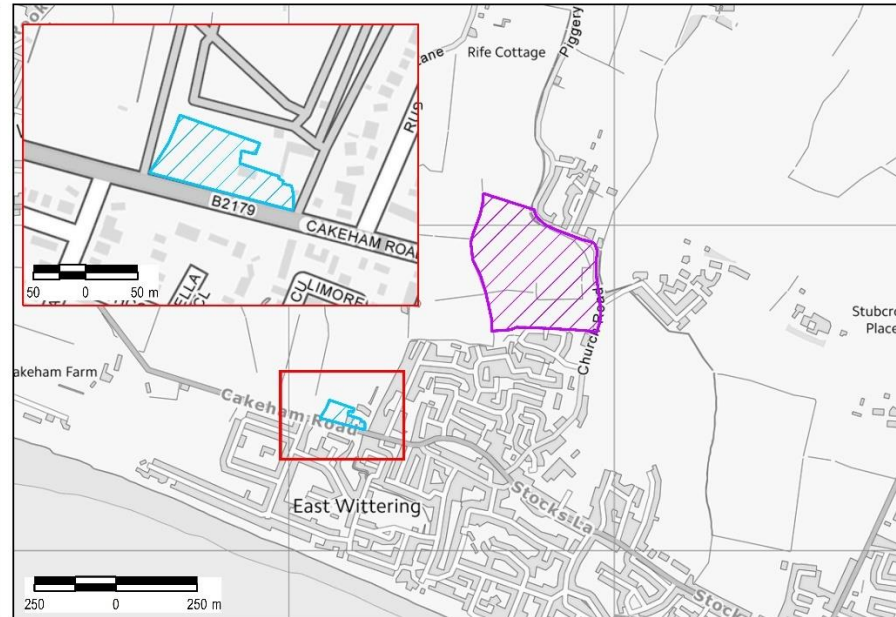 Rife Cottage
Piggery
ane
RUS
B2179
CAKEHAM ROAD
ELLA
CL
CU
LIMORE
50 0 50 m
Church Road
Stubcro
Place
akeham Farm
Cakeham Road
East Wittering
Stocks La
Stock
250 0 250 m